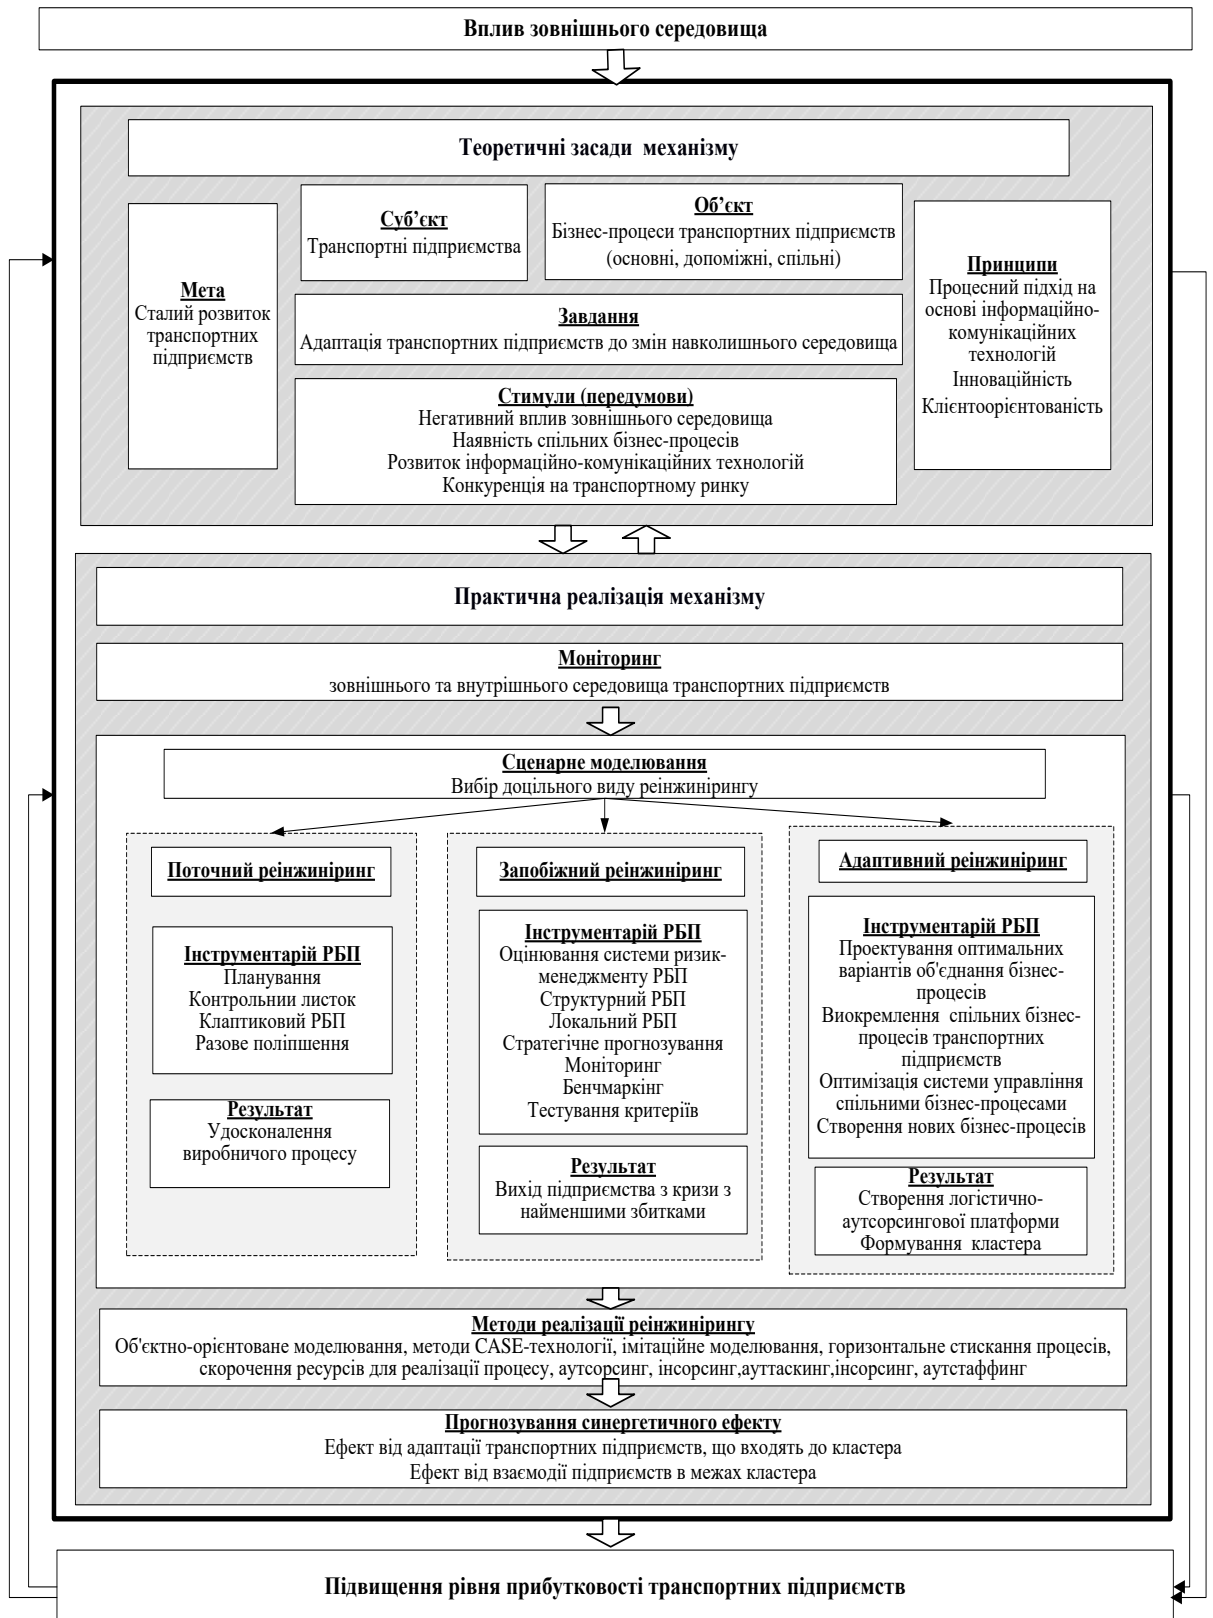 Вплив зовнішнього середовища
Теоретичні засади механізму
Мета
Сталий розвиток
транспортних
підприємств
Суб’єкт
Транспортні підприємства
Об’єкт
Бізнес-процеси транспортних підприємств
(основні, допоміжні, спільні)
Завдання
Адаптація транспортних підприємств до змін навколишнього середовища
Стимули (передумови)
Негативний вплив зовнішнього середовища
Наявність спільних бізнес-процесів
Розвиток інформаційно-комунікаційних технологій
Конкуренція на транспортному ринку
Принципи
Процесний підхід на
основі інформаційно-
комунікаційних
технологій
Інноваційність
Клієнтоорієнтованість
Практична реалізація механізму
Моніторинг
зовнішнього та внутрішнього середовища транспортних підприємств
Сценарне моделювання
Вибір доцільного виду реінжинірингу
Поточний реінжиніринг
Інструментарій РБП
Планування
Контрольний листок
Клаптиковий РБП
Разове поліпшення
Результат
Удосконалення
виробничого процесу
Запобіжний реінжиніринг
Інструментарій РБП
Оцінювання системи ризик-
менеджменту РБП
Структурний РБП
Локальний РБП
Стратегічне прогнозування
Моніторинг
Бенчмаркінг
Тестування критеріїв
Результат
Вихід підприємства з кризи з
найменшими збитками
Адаптивний реінжиніринг
Інструментарій РБП
Проектування оптимальних
варіантів об'єднання бізнес-
процесів
Виокремлення спільних бізнес-
процесів транспортних
підприємств
Оптимізація системи управління
спільними бізнес-процесами
Створення нових бізнес-процесів
Результат
Створення логістично-
аутсорсингової платформи
Формування кластера
Методи реалізації реінжинірингу
Об'єктно-орієнтоване моделювання, методи CASE-технології, імітаційне моделювання, горизонтальне стискання процесів,
скорочення ресурсів для реалізації процесу, аутсорсинг, інсорсинг,ауттаскинг,інсорсинг, аутстаффинг
Прогнозування синергетичного ефекту
Ефект від адаптації транспортних підприємств, що входять до кластера
Ефект від взаємодії підприємств в межах кластера
Підвищення рівня прибутковості транспортних підприємств